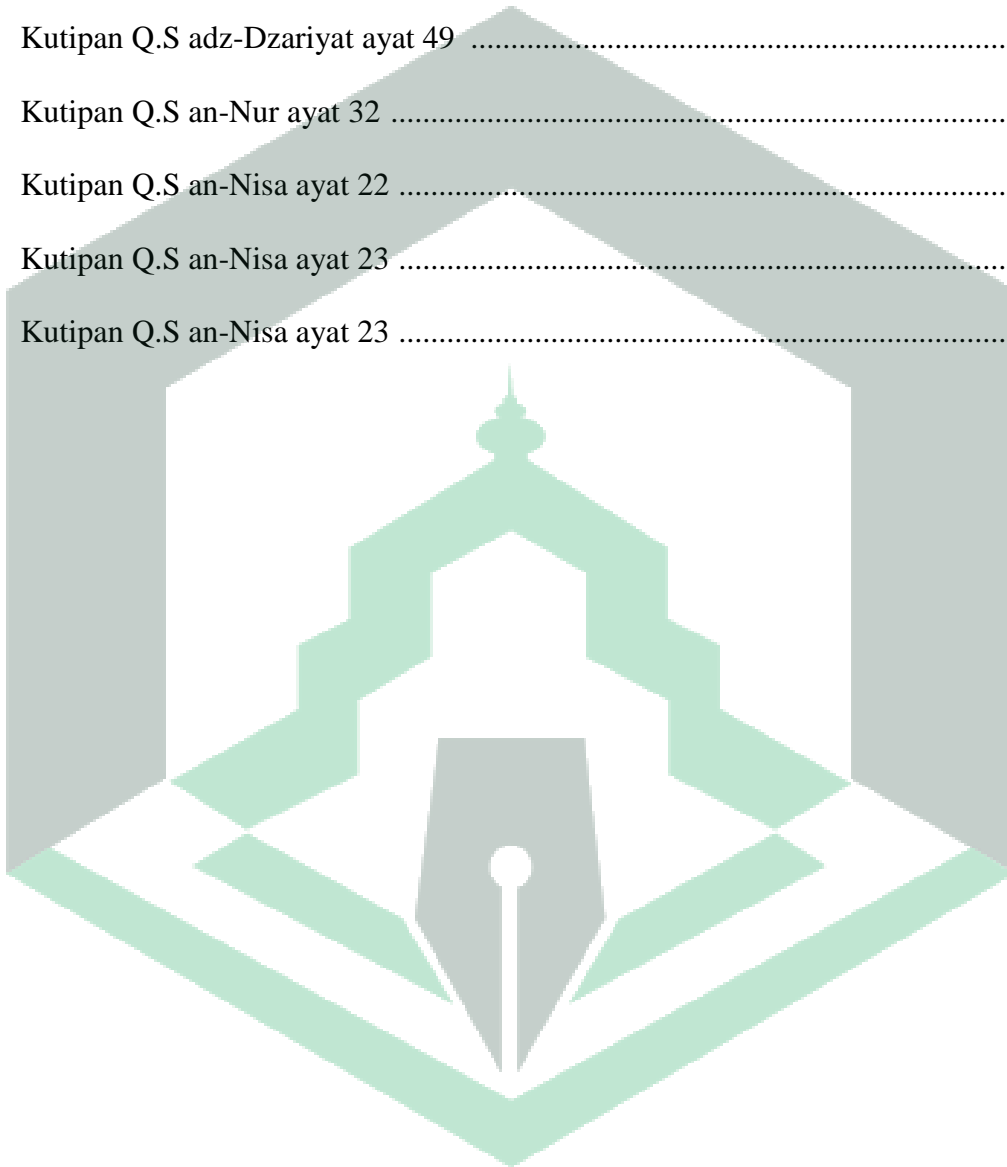 Kutipan Q.S adz-Dzariyat ayat 49 ......................................................................
Kutipan Q.S an-Nur ayat 32 ................................................................................
Kutipan Q.S an-Nisa ayat 22 ...............................................................................
Kutipan Q.S an-Nisa ayat 23 ...............................................................................
Kutipan Q.S an-Nisa ayat 23 ...............................................................................